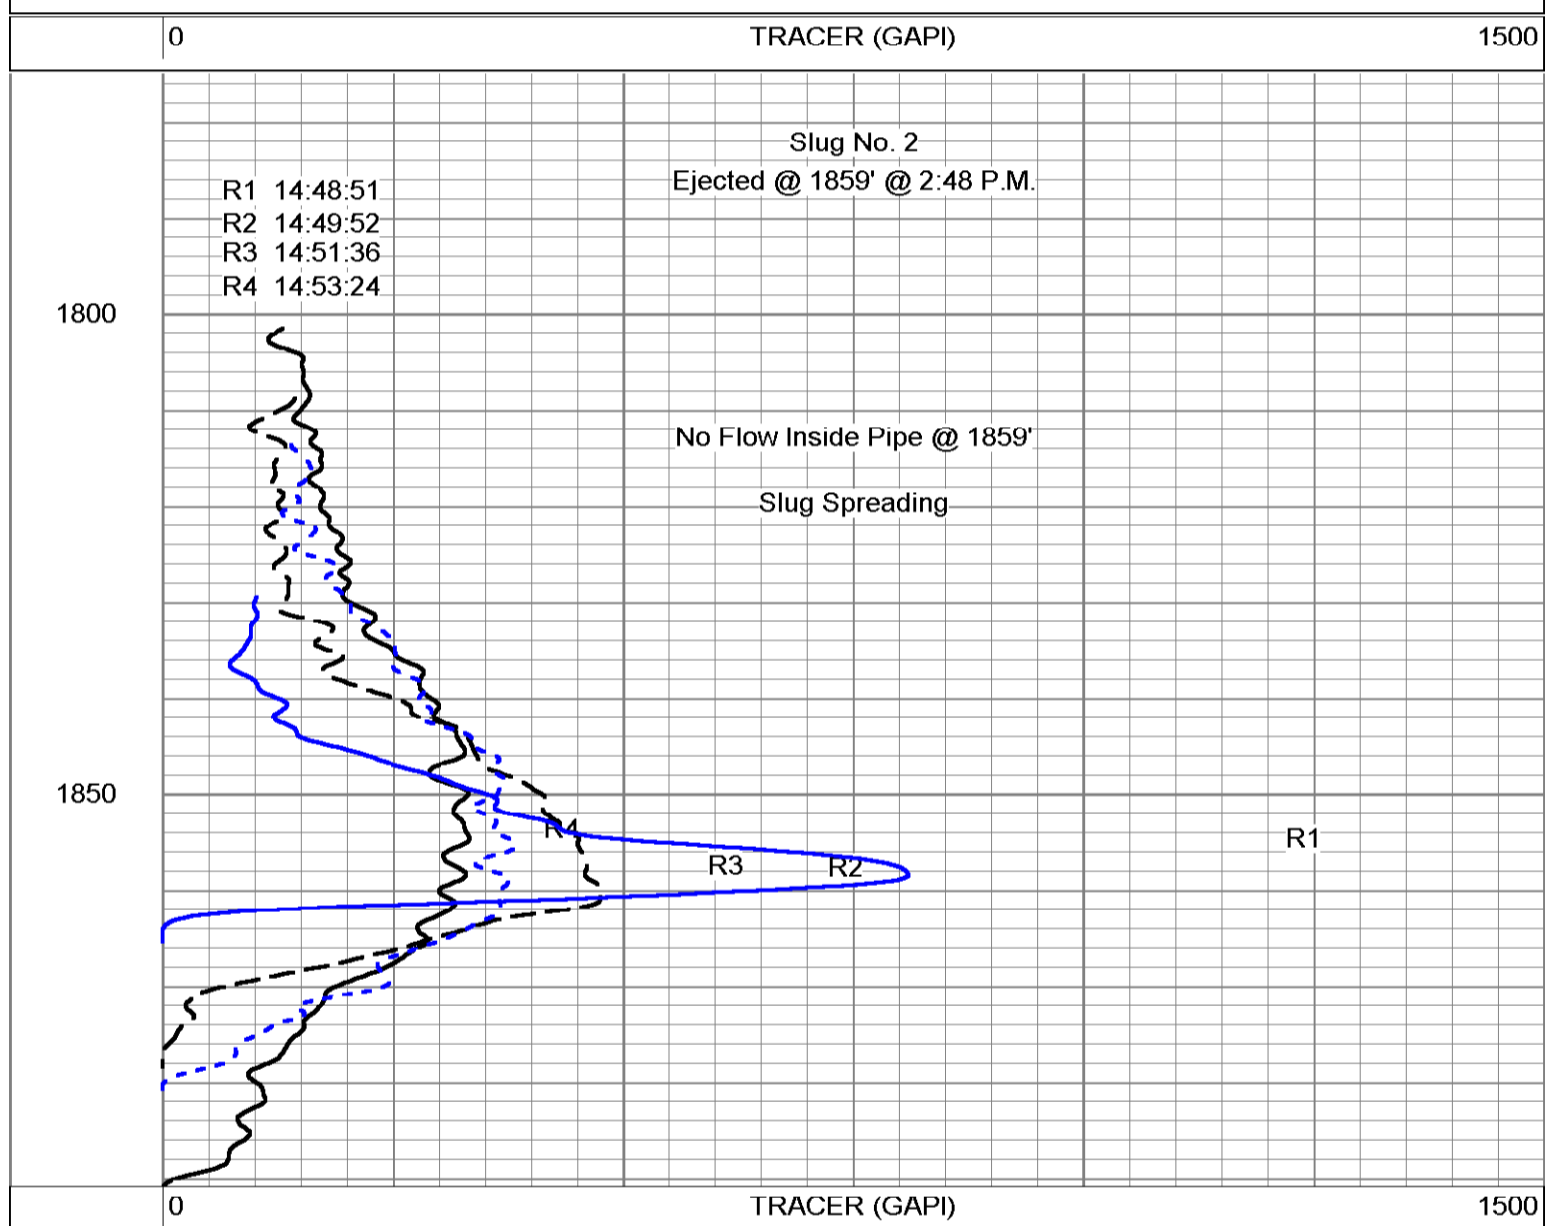 0 TRACER (GAPI) 1500
Slug No. 2
Ejected @ 1859' @ 2:48 P.M.
R1 14:48:51
R2 14:49:52
R3 14:51:36
R4 14:53:24
1800
No Flow Inside Pipe @ 1859'
Slug Spreading
1850
R4
R1
R3
R2
0 TRACER (GAPI) 1500